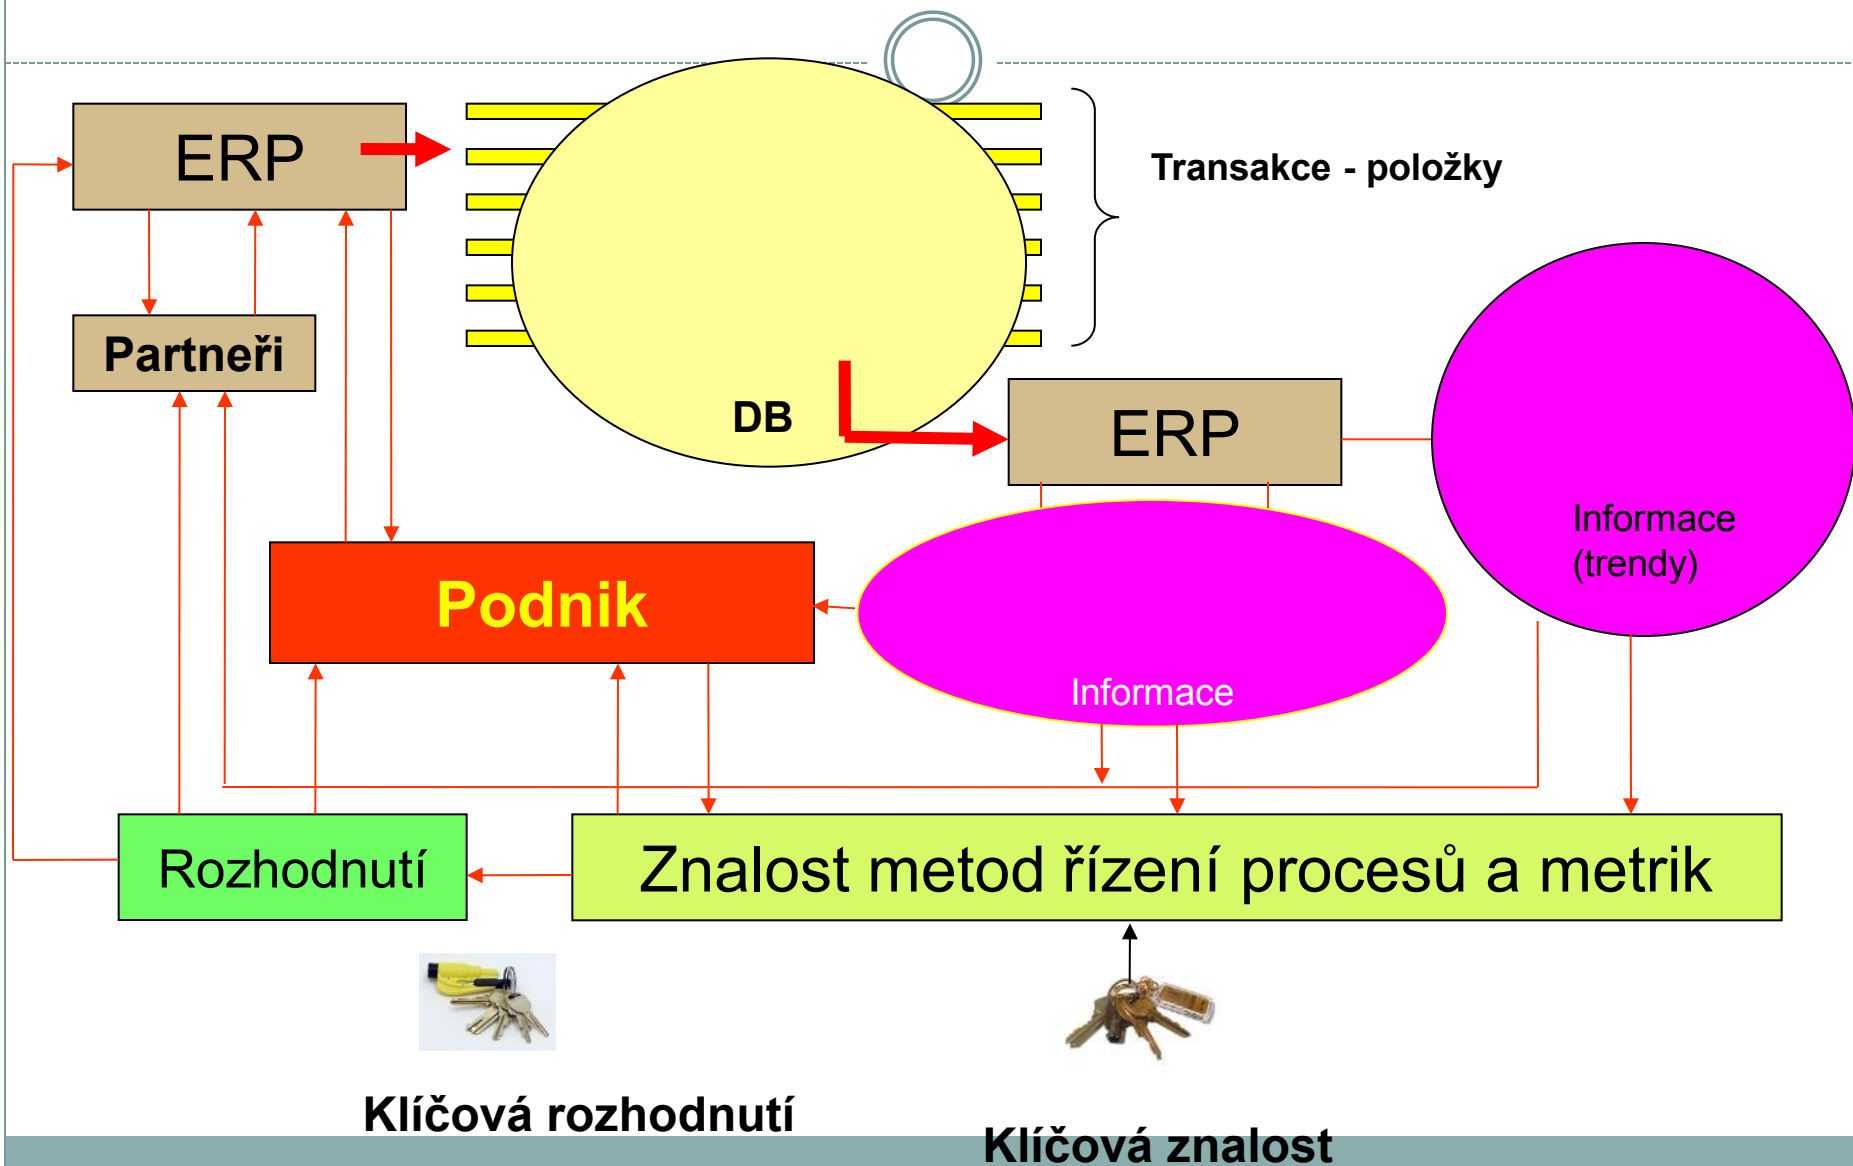 ERP
Transakce - položky
Partneři
DB
ERP
Informace
(trendy)
Podnik
Informace
Rozhodnutí
Znalost metod řízení procesů a metrik
Klíčová rozhodnutí
Klíčová znalost